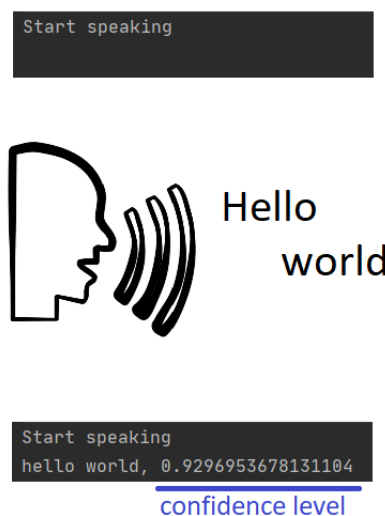 Start speaking
Hello
world
Start speaking
hello world, 0.9296953678131104
confidence level